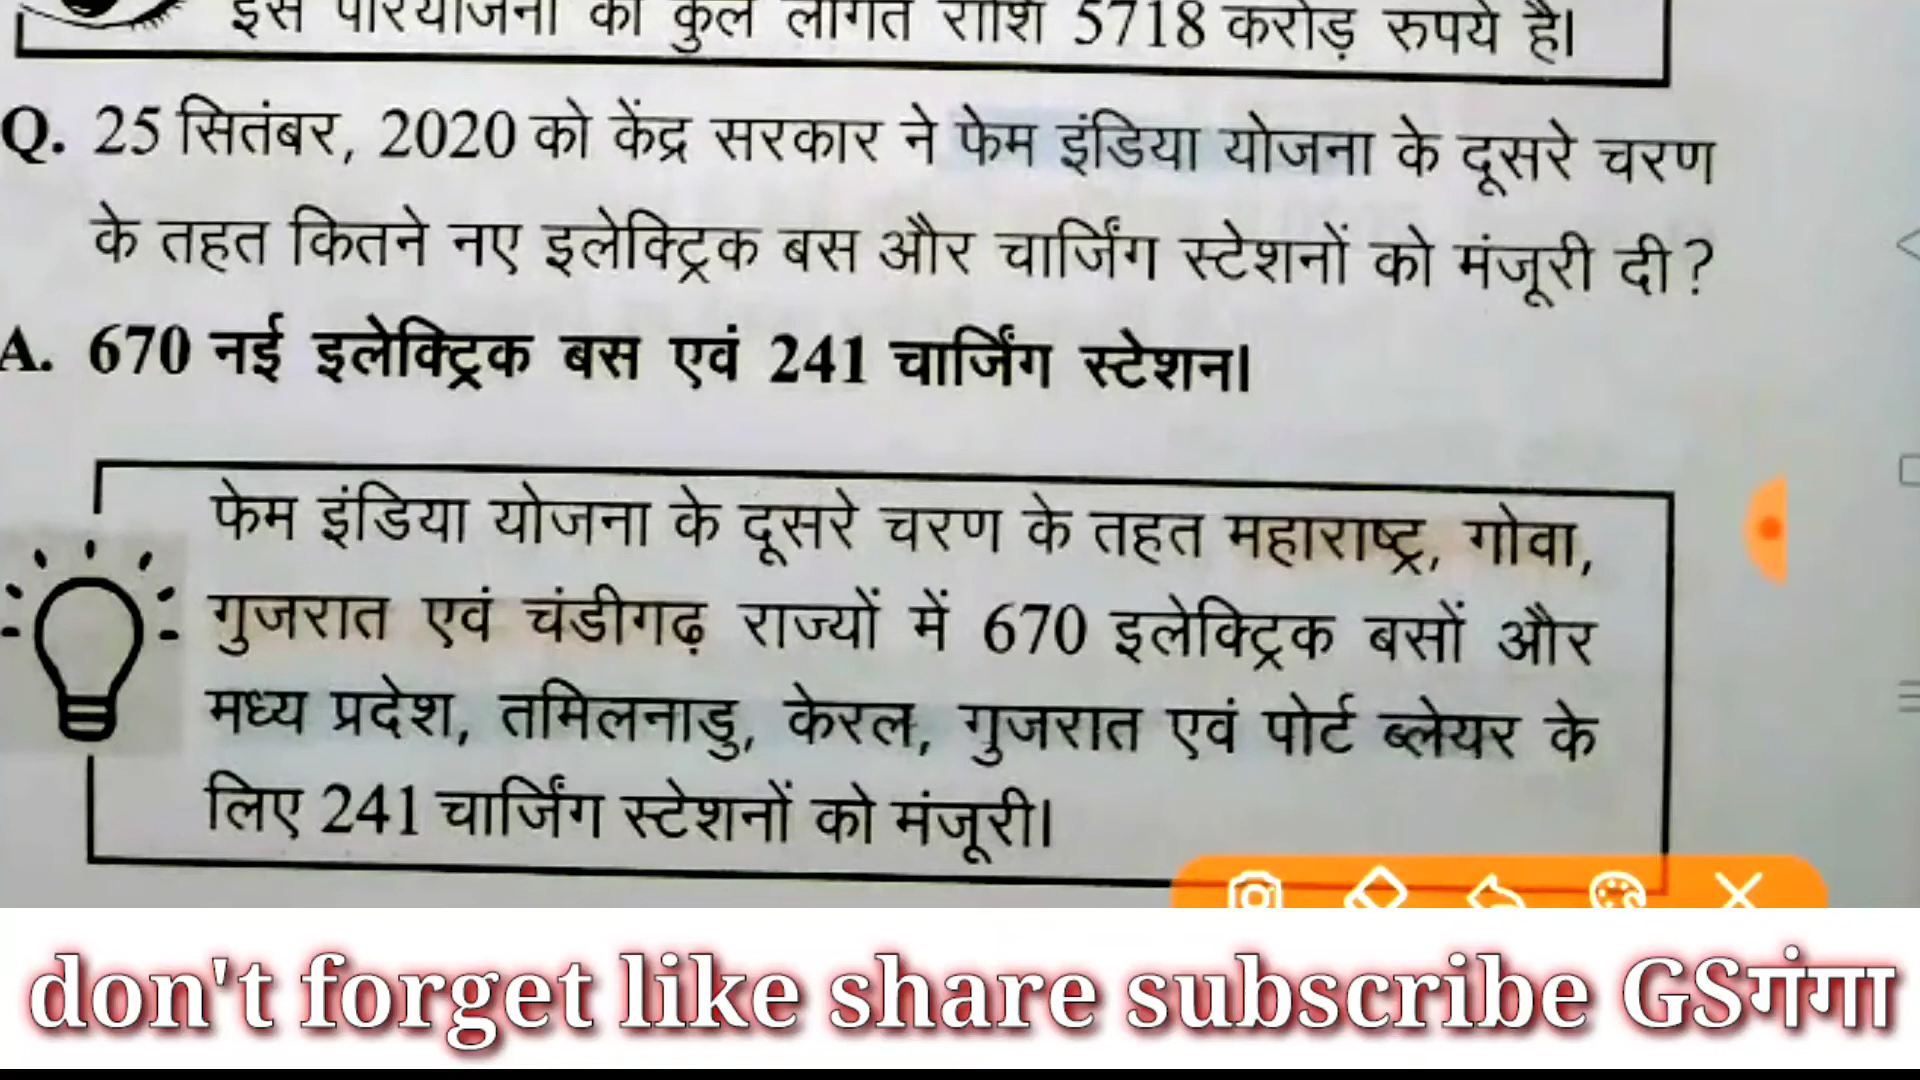 इस परियोजना की कुल लागत राशि 5718 करोड़ रुपये है।
Q. 25 सितंबर, 2020 को केंद्र सरकार ने फेम इंडिया योजना के दूसरे चरण
के तहत कितने नए इलेक्ट्रिक बस और चार्जिंग स्टेशनों को मंजूरी दी?
A. 670 नई इलेक्ट्रिक बस एवं 241 चार्जिंग स्टेशन।
फेम इंडिया योजना के दूसरे चरण के तहत महाराष्ट्र, गोवा,
गुजरात एवं चंडीगढ़ राज्यों में 670 इलेक्ट्रिक बसों और
मध्य प्रदेश, तमिलनाडु, केरल, गुजरात एवं पोर्ट ब्लेयर के
लिए 241 चार्जिंग स्टेशनों को मंजूरी।
don't forget like share subscribe GSगंगा